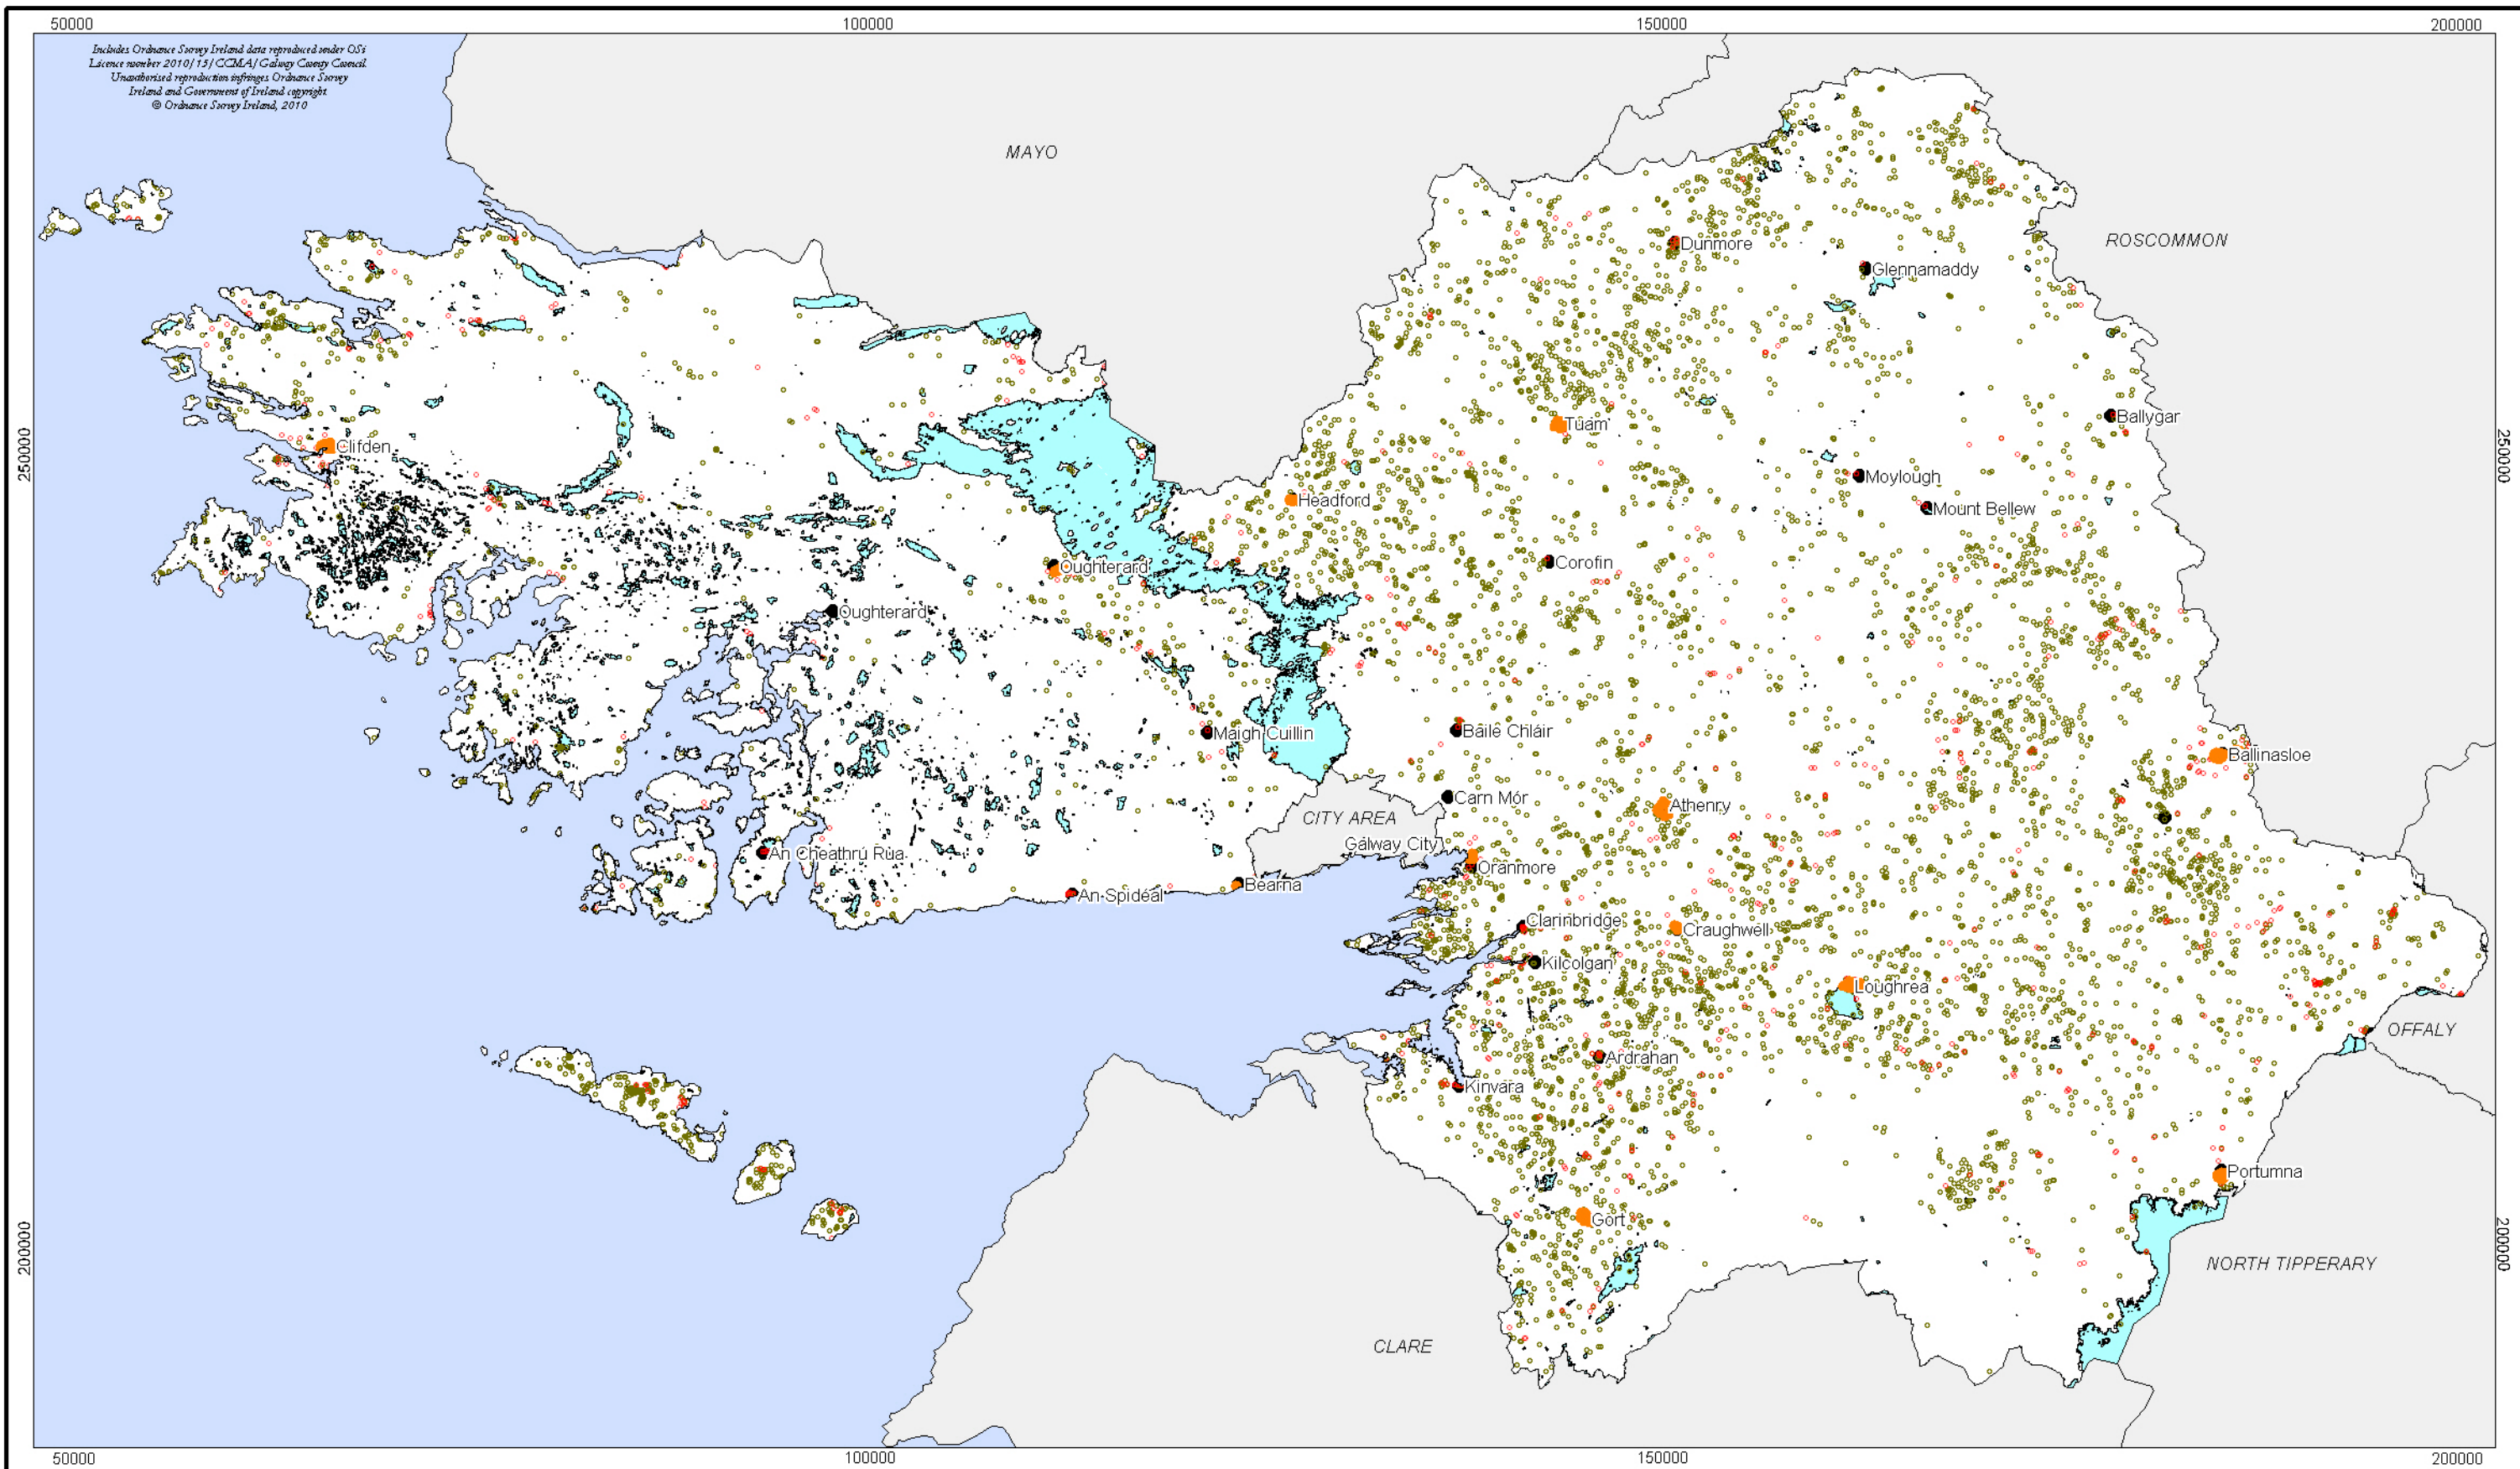 50000
100000
150000
200000
Includes Ordnance Survey Ireland data reproduced under OSi
Licence number 2010/15/CCMA/Galway County Council.
Unauthorised reproduction infringes Ordnance Survey
Ireland and Government of Ireland copyright
© Ordnance Survey Ireland, 2010
MAYO
ROSCOMMON
Dunmore
Glennamaddy
Ballygar
Tuam
Clifden
250000
250000
Moylough
Headford
Mount Bellew
Corofin
Oughterard
Oughterard
Baile Chláir
Maigh Cuillin
Ballinasloe
Carn Mór
Athenry
CITY AREA
Galway City
An Cheathrú Rua
Oranmore
Bearna
An Spidéal
Clarinbridge
Craughwell
Kilcolgan
Loughrea
OFFALY
Ardrahan
Kinvara
Portumna
Gort
200000
200000
NORTH TIPPERARY
CLARE
50000
100000
150000
200000